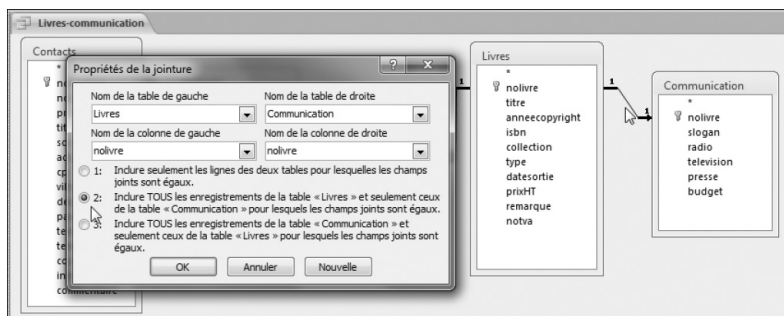 Livres-communication
Contacts
*
Propriétés de la jointure
Nom de la table de gauche
Nom de la table de droite
Livres
Communication
Nom de la colonne de gauche
Nom de la colonne de droite
nolivre
nolivre
1: Inclure seulement les lignes des deux tables pour lesquelles les champs
joints sont égaux.
2: Inclure TOUS les enregistrements de la table « Livres » et seulement ceux
de la table « Communication » pour lesquels les champs joints sont égaux.
3: Inclure TOUS les enregistrements de la table « Communication » et
seulement ceux de la table « Livres » pour lesquels les champs joints sont
égaux.
OK
Annuler
Nouvelle
commentaire
1
Livres
*
nolivre
titre
anneecopyright
isbn
collection
type
datesortie
prixHT
remarque
notva
1
1
Communication
*
nolivre
slogan
radio
television
presse
budget